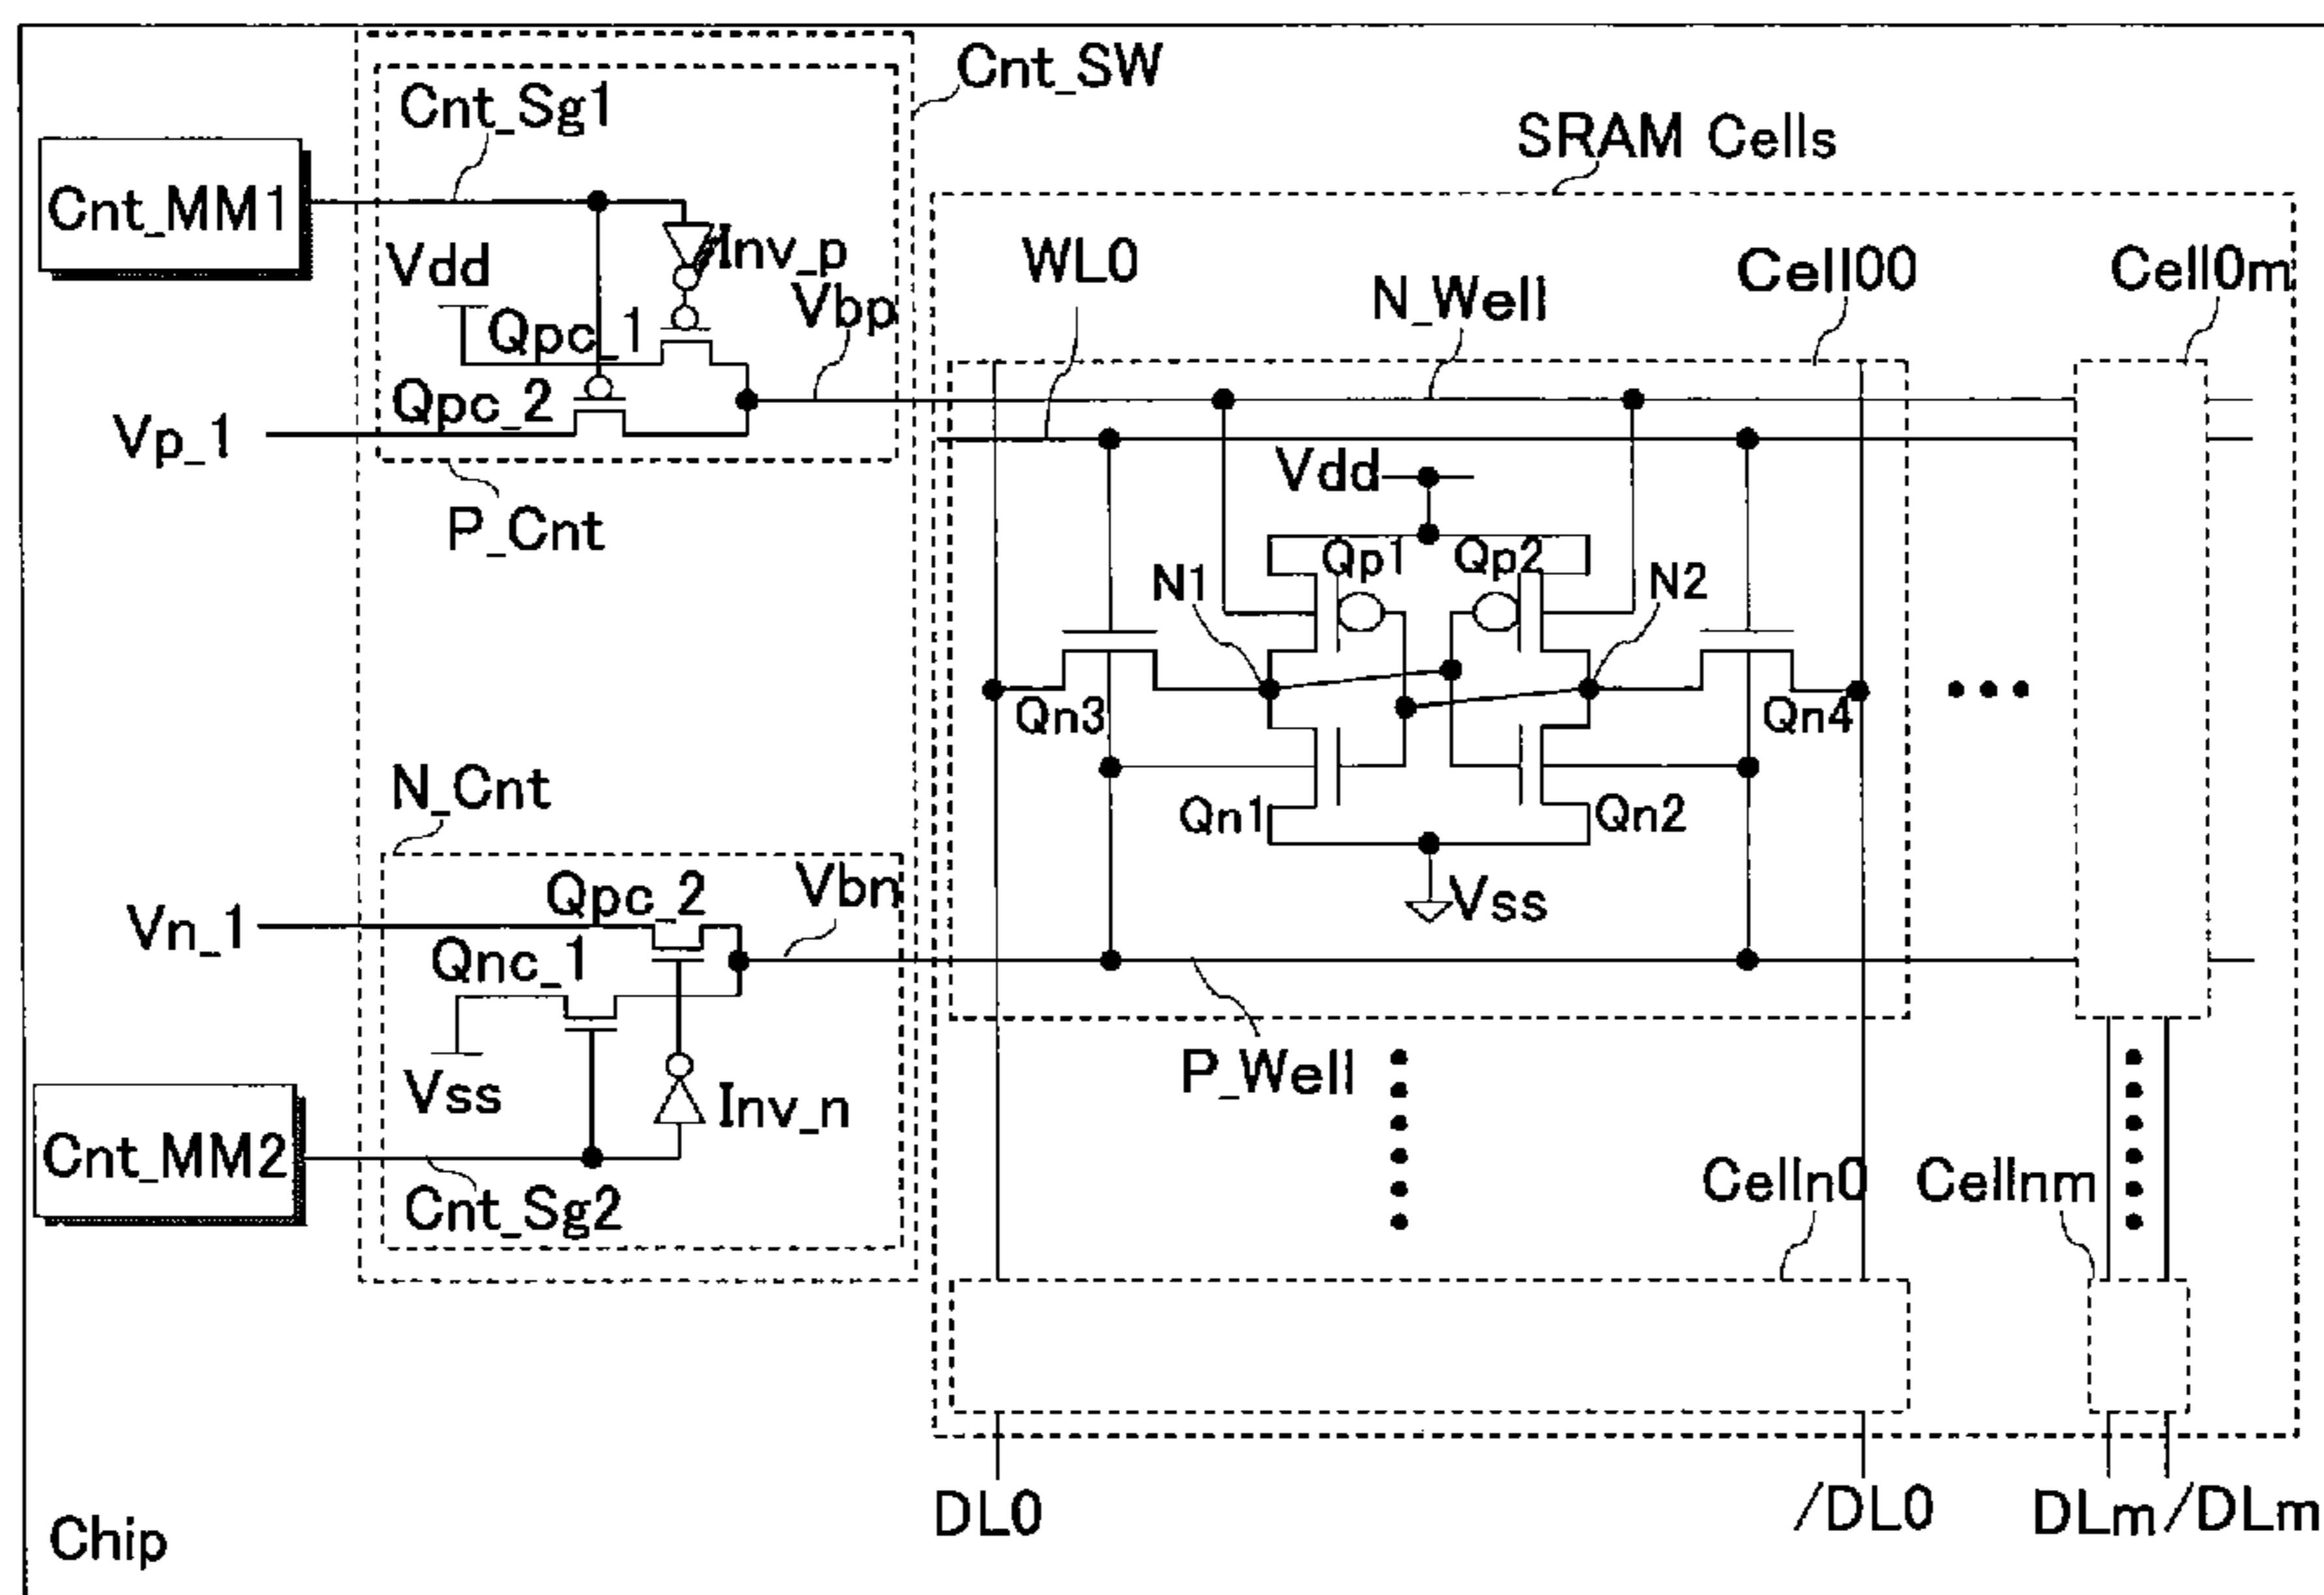 Cnt_SW
Cnt_Sg1
SRAM Cells
Cnt_MM1
Vdd
Inv_p
WL0
N_Well
Cell00
Cell0m
Vbp
Qpc_1
Qpc_2
Vp_1
Vdd
P_Cnt
Qp1
Qp2
N1
N2
Qn3
Qn4
N_Cnt
Qn1
Qn2
Vbn
Qpc_2
Vss
Vn_1
Qnc_1
P_Well
Vss
Inv_n
Cnt_MM2
Celln0
Cellnm
Cnt_Sg2
DL0
/DL0
DLm
/DLm
Chip